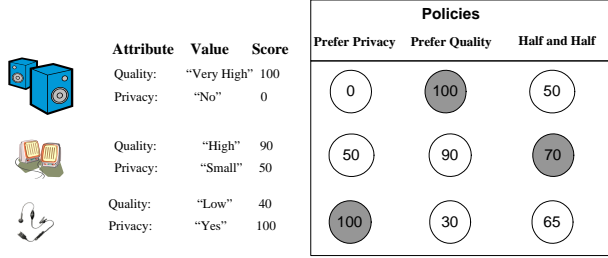 Policies
Attribute Value Score Prefer Privacy Prefer Quality Half and Half
Quality: “Very High” 100
Privacy: “No” 0
0 100 50
Quality: “High” 90
Privacy: “Small” 50
50 90 70
Quality: “Low” 40
Privacy: “Yes” 100
100 30 65